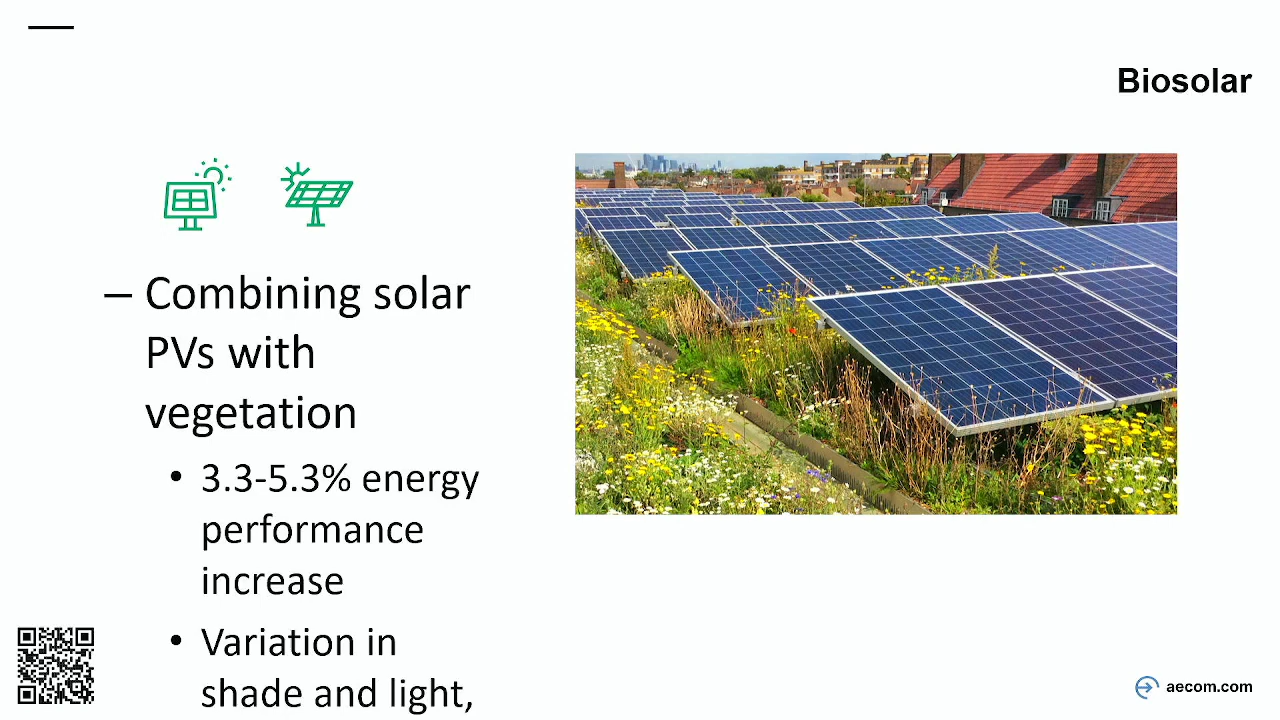 Biosolar
– Combining solar
PVs with
vegetation
• 3.3-5.3% energy
performance
increase
• Variation in
shade and light,
aecom.com